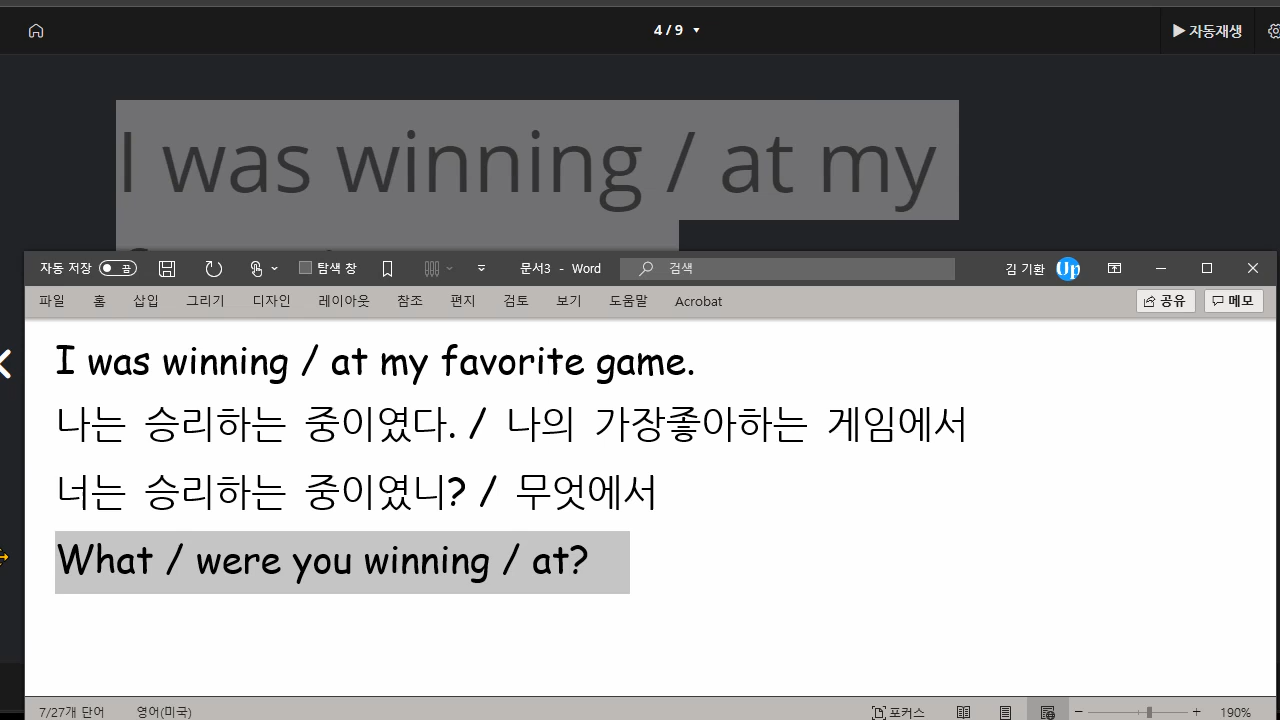 4 / 9
자동재생
I was winning / at my
자동 저장
끔
탐색 창
문서3 - Word
검색
김 기환
Up
파일 홈 삽입 그리기 디자인 레이아웃 참조 편지 검토 보기 도움말 Acrobat
공유
메모
I was winning / at my favorite game.
나는 승리하는 중이였다. / 나의 가장좋아하는 게임에서
너는 승리하는 중이였니? / 무엇에서
What / were you winning / at?
7/27개 단어
영어(미국)
포커스
190%